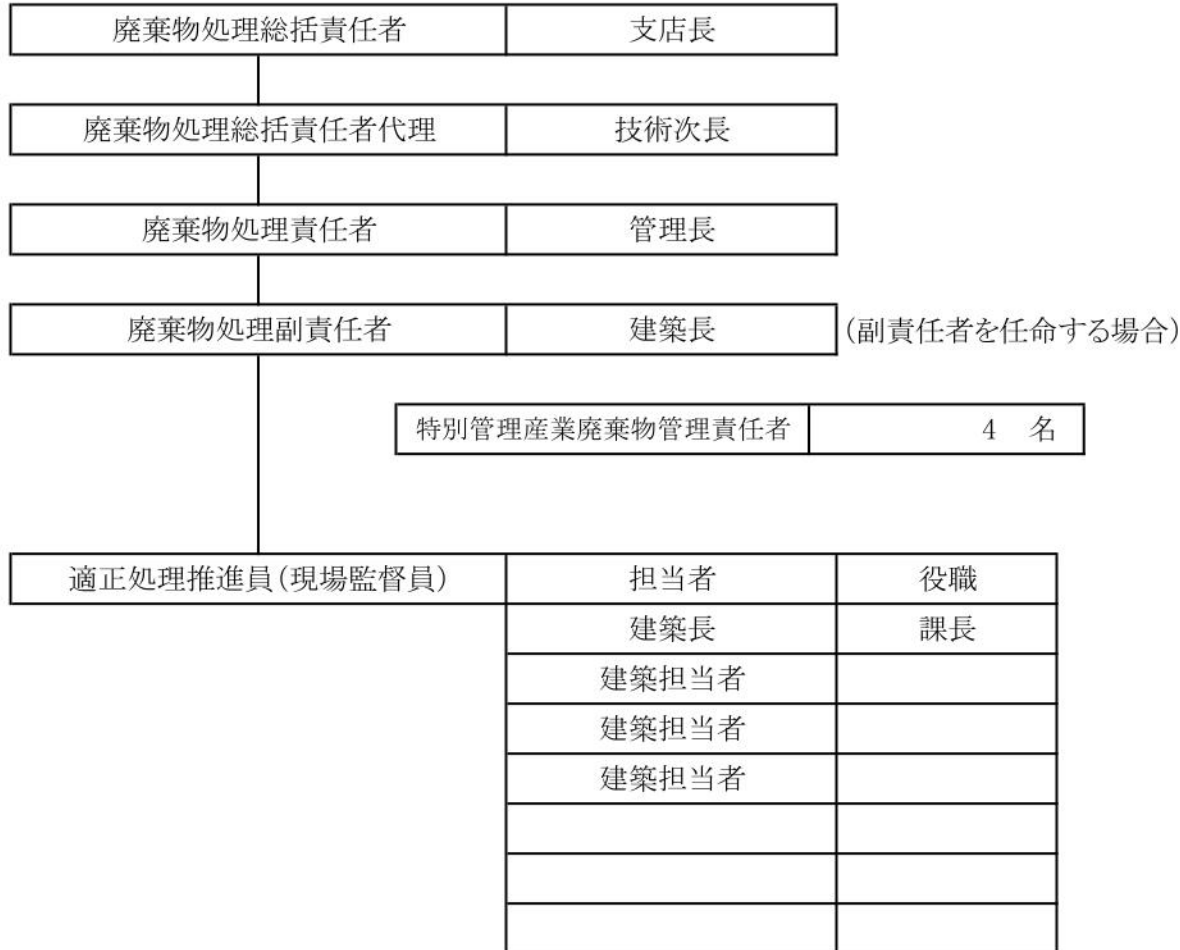 廃棄物処理総括責任者 支店長
廃棄物処理総括責任者代理 技術次長
廃棄物処理責任者 管理長
廃棄物処理副責任者 建築長 (副責任者を任命する場合)
特別管理産業廃棄物管理責任者 4 名
適正処理推進員(現場監督員) 担当者 役職
建築長 課長
建築担当者
建築担当者
建築担当者